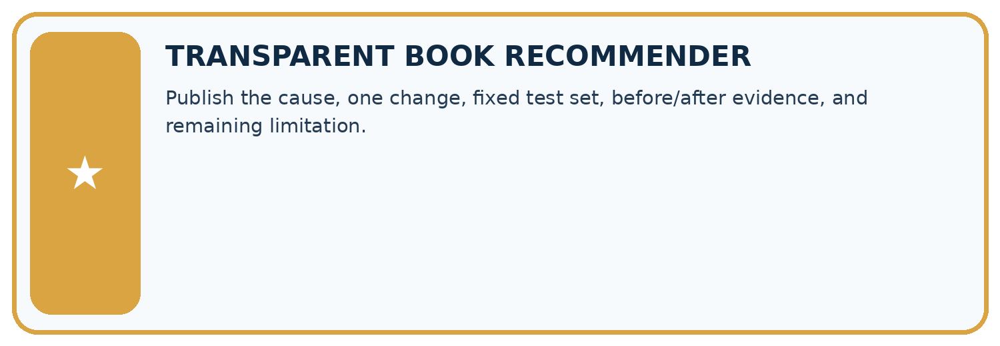 TRANSPARENT BOOK RECOMMENDER
Publish the cause, one change, fixed test set, before/after evidence, and
remaining limitation.